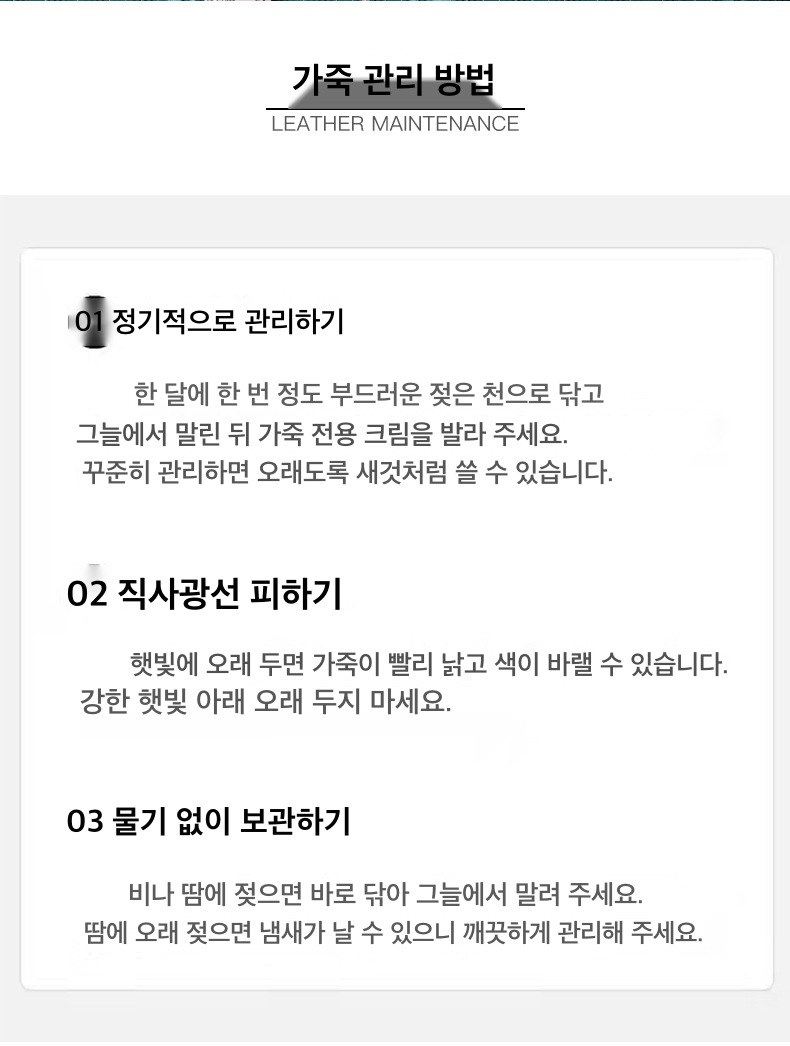 가죽 관리 방법
LEATHER MAINTENANCE
01 정기적으로 관리하기
한 달에 한 번 정도 부드러운 젖은 천으로 닦고
그늘에서 말린 뒤 가죽 전용 크림을 발라 주세요.
꾸준히 관리하면 오래도록 새것처럼 쓸 수 있습니다.
02 직사광선 피하기
햇빛에 오래 두면 가죽이 빨리 낡고 색이 바랠 수 있습니다.
강한 햇빛 아래 오래 두지 마세요.
03 물기 없이 보관하기
비나 땀에 젖으면 바로 닦아 그늘에서 말려 주세요.
땀에 오래 젖으면 냄새가 날 수 있으니 깨끗하게 관리해 주세요.